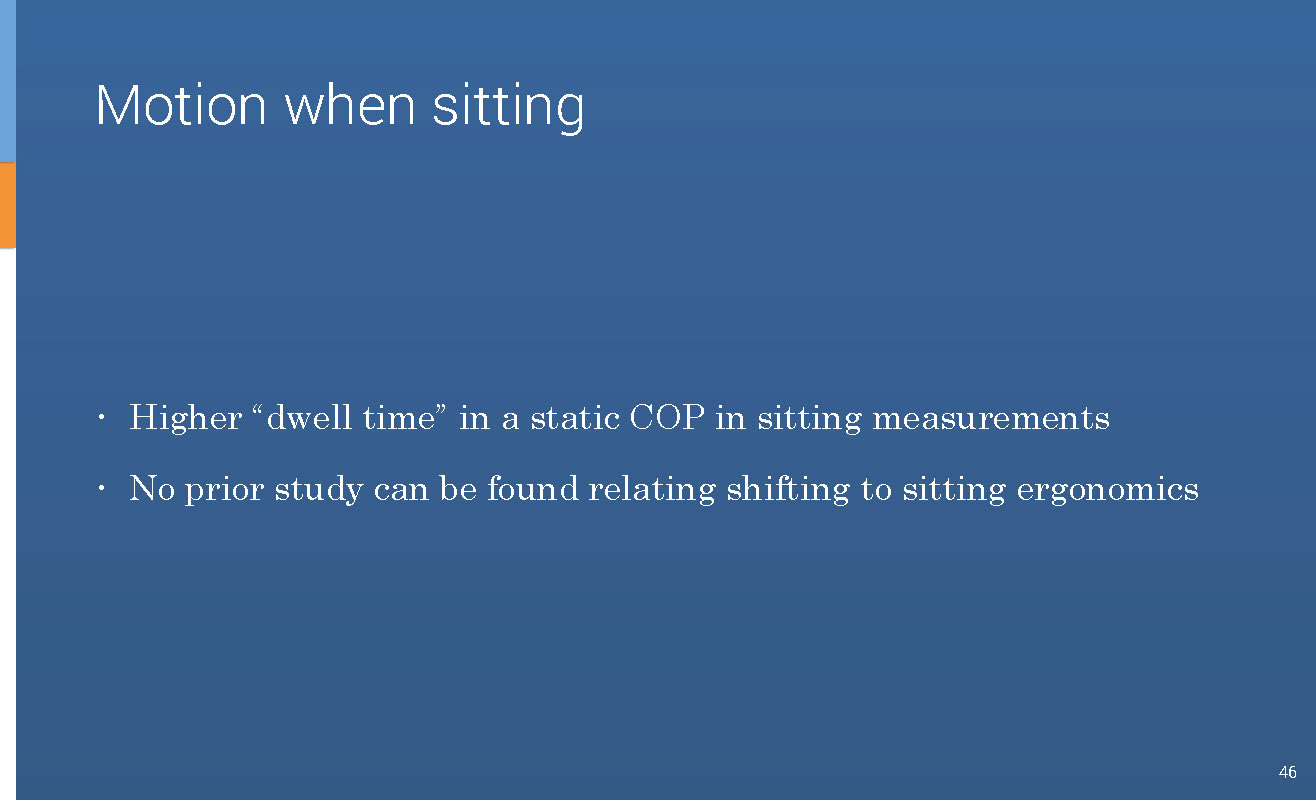 Motion when sitting
· Higher “dwell time” in a static COP in sitting measurements
· No prior study can be found relating shifting to sitting ergonomics
46